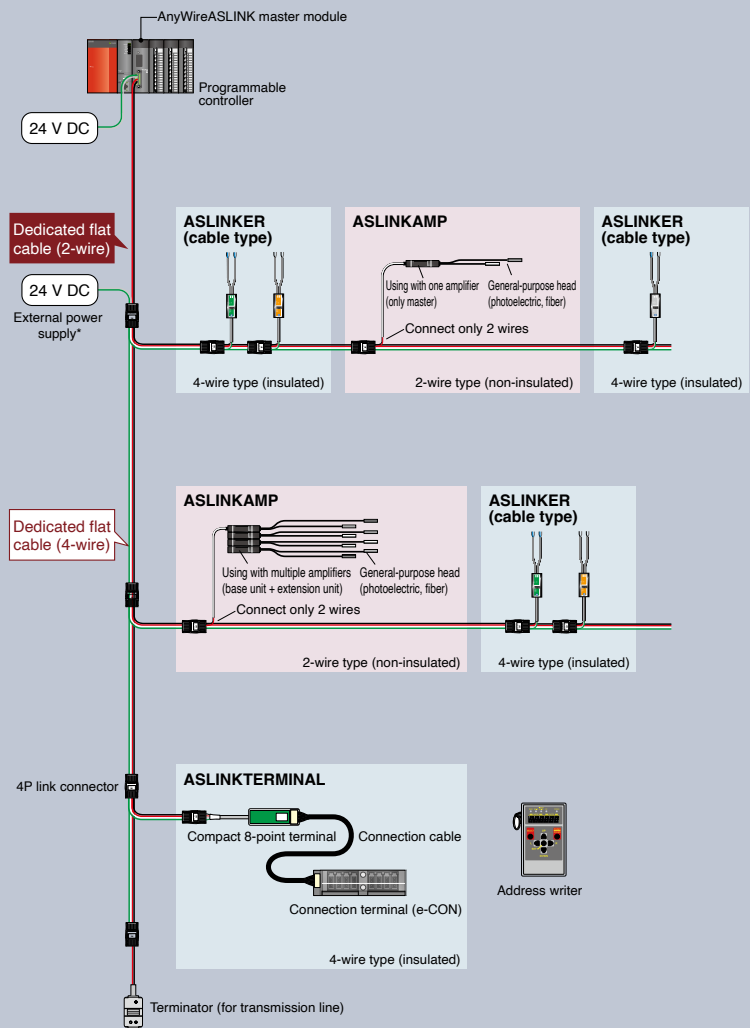 AnyWireASLINK master module
Programmable
controller
24 V DC
Dedicated flat
cable (2-wire)
24 V DC
External power
supply*
ASLINKER
(cable type)
4-wire type (insulated)
ASLINKAMP
Using with one amplifier
(only master)
General-purpose head
(photoelectric, fiber)
Connect only 2 wires
2-wire type (non-insulated)
ASLINKER
(cable type)
4-wire type (insulated)
Dedicated flat
cable (4-wire)
ASLINKAMP
Using with multiple amplifiers
(base unit + extension unit)
General-purpose head
(photoelectric, fiber)
Connect only 2 wires
2-wire type (non-insulated)
ASLINKER
(cable type)
4-wire type (insulated)
4P link connector
ASLINKTERMINAL
Compact 8-point terminal
Connection cable
Connection terminal (e-CON)
4-wire type (insulated)
Address writer
Terminator (for transmission line)